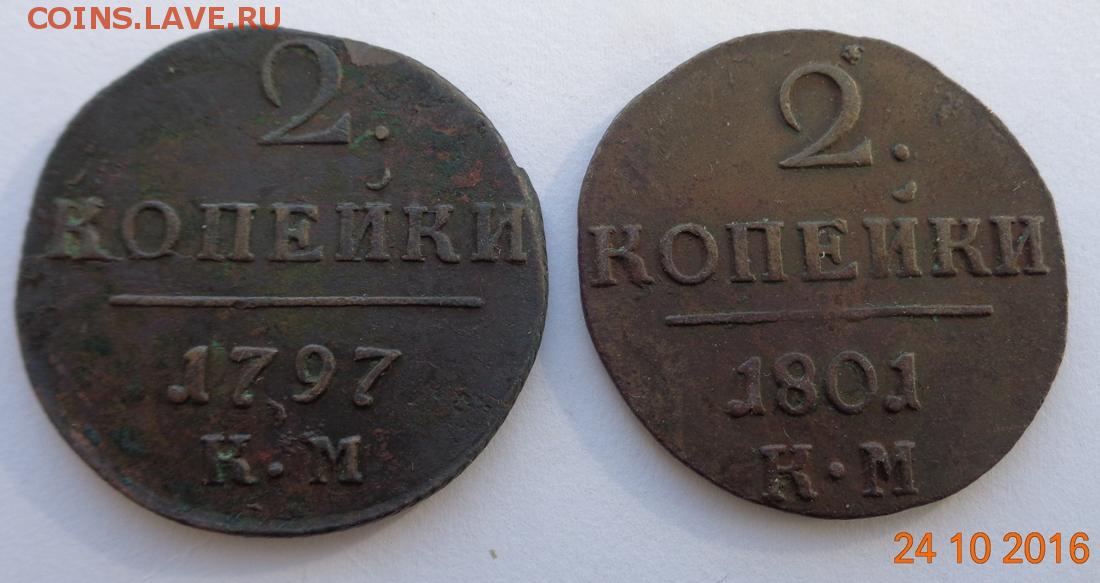 COINS.LAVE.RU
2.
КОПЕЙКИ
1797
К·М
2.
КОПЕЙКИ
1801
К·М
24 10 2016